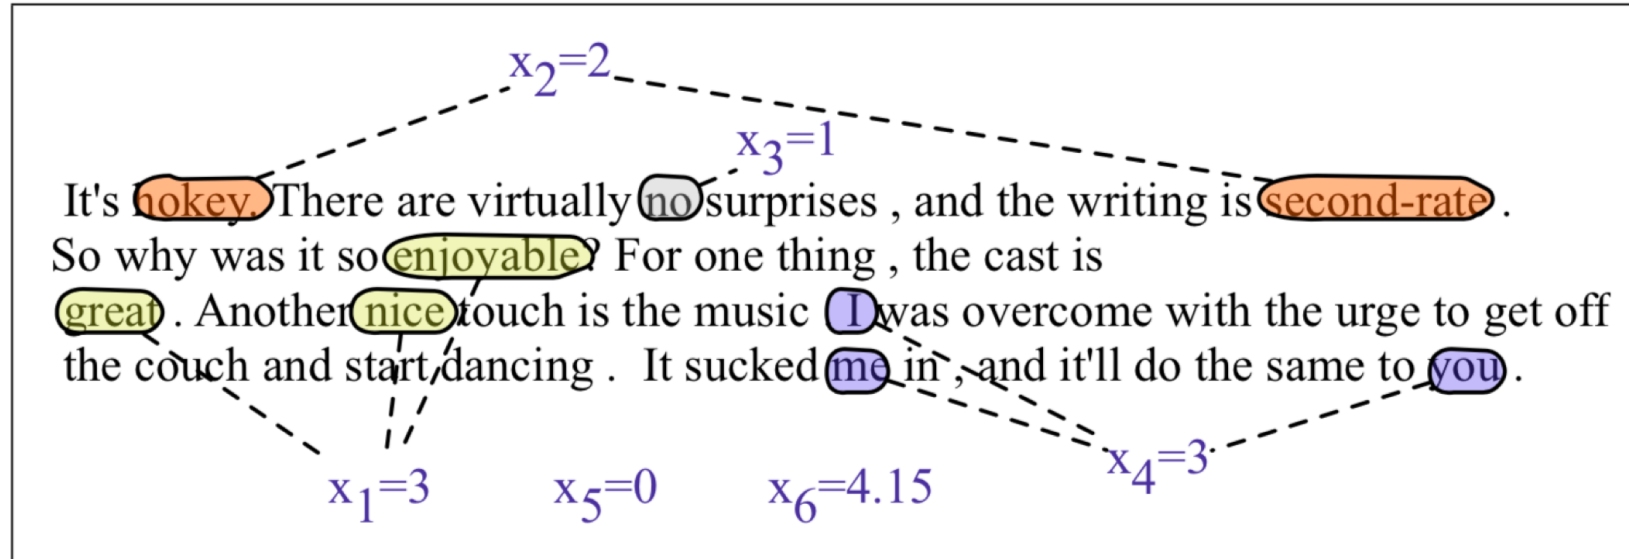 x2=2
x3=1
It's hokey. There are virtually no surprises , and the writing is second-rate .
So why was it so enjoyable? For one thing , the cast is
great . Another nice touch is the music I was overcome with the urge to get off
the couch and start dancing . It sucked me in , and it'll do the same to you .
x4=3
x1=3 x5=0 x6=4.15